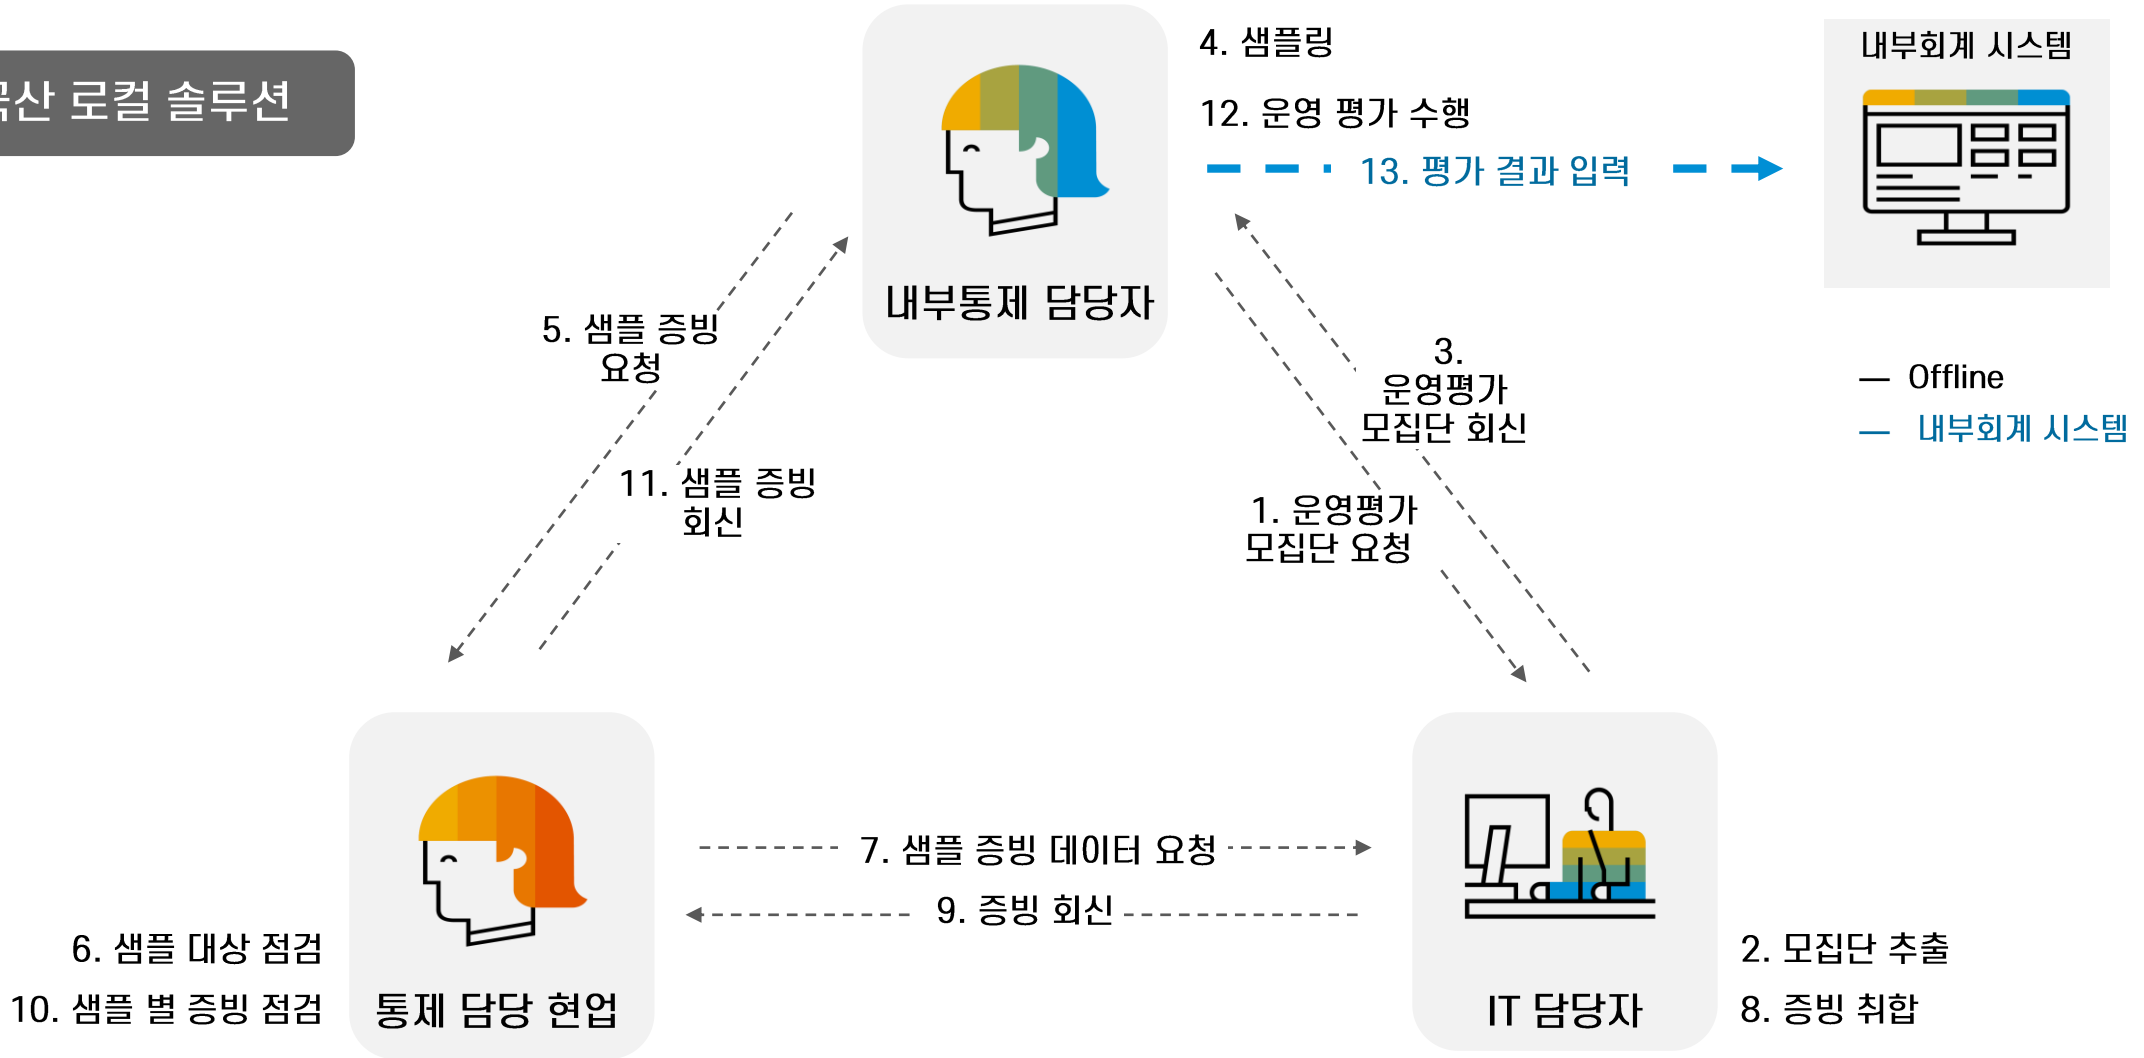 산 로컬 솔루션
4. 샘플링
12. 운영 평가 수행
13. 평가 결과 입력
내부회계 시스템
내부통제 담당자
5. 샘플 증빙
요청
11. 샘플 증빙
회신
3.
운영평가
모집단 회신
1. 운영평가
모집단 요청
— Offline
— 내부회계 시스템
7. 샘플 증빙 데이터 요청
9. 증빙 회신
6. 샘플 대상 점검
10. 샘플 별 증빙 점검
통제 담당 현업
IT 담당자
2. 모집단 추출
8. 증빙 취합